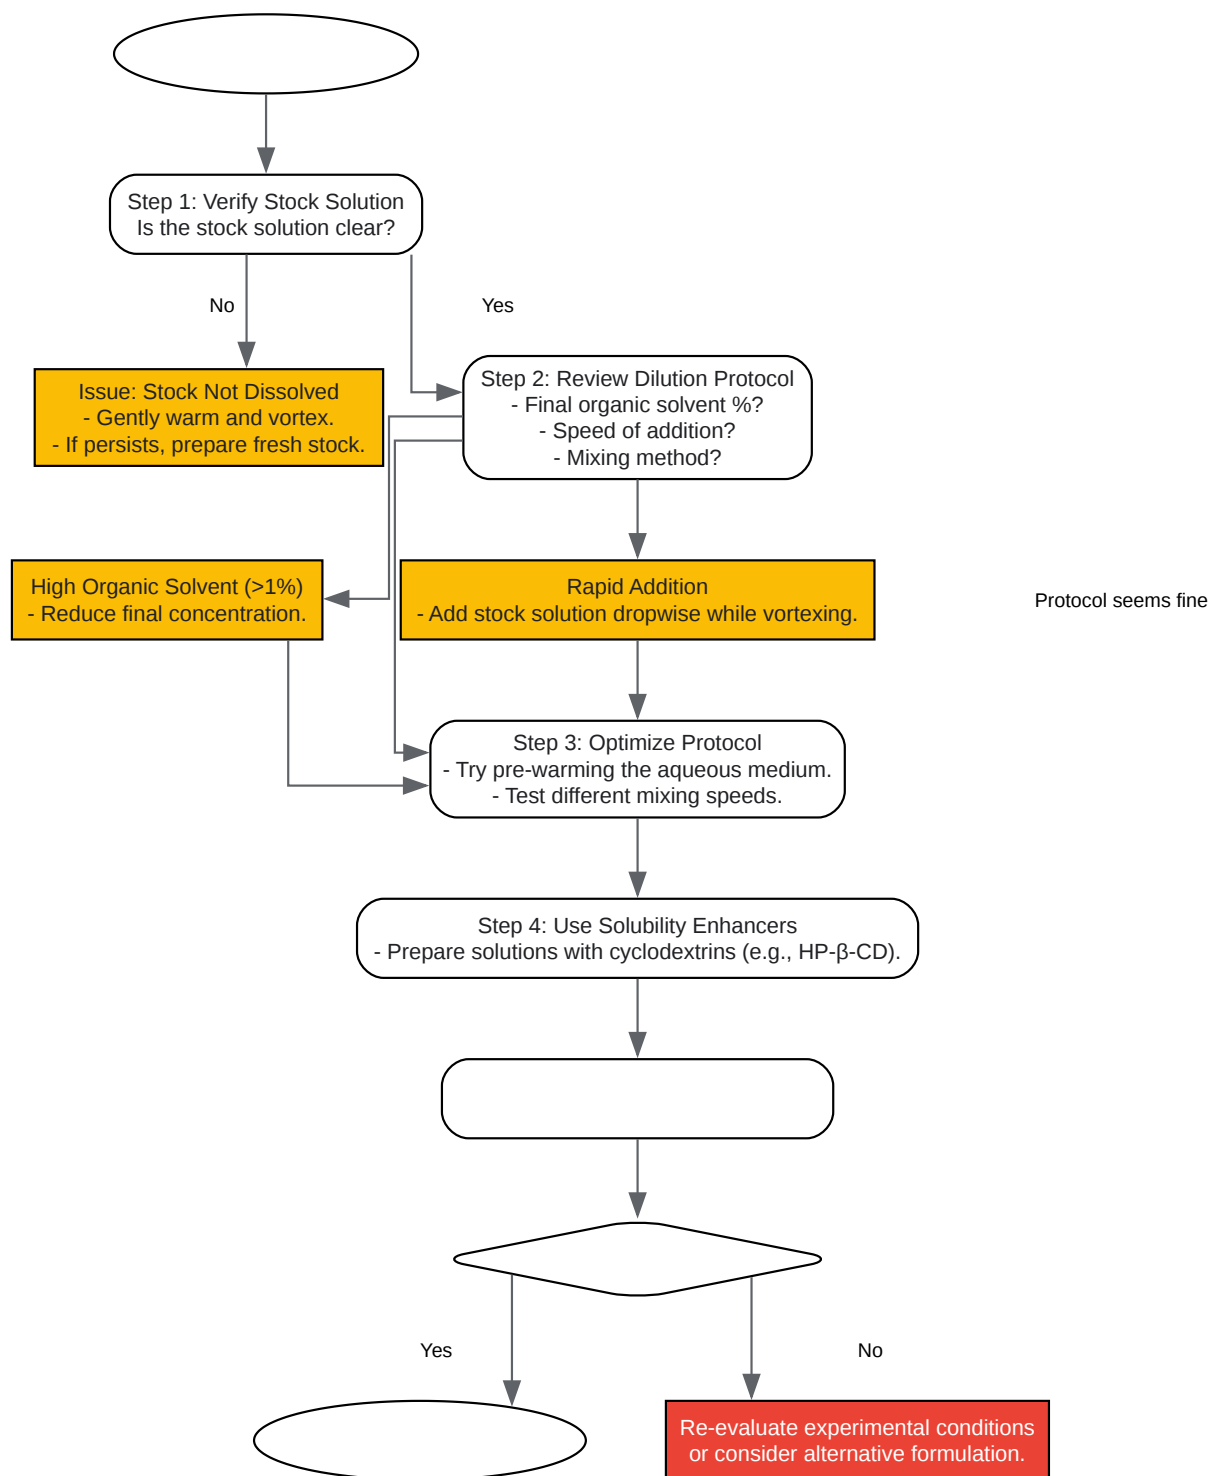 Step 1: Verify Stock Solution
Is the stock solution clear?
No
Yes
Issue: Stock Not Dissolved
- Gently warm and vortex.
- If persists, prepare fresh stock.
Step 2: Review Dilution Protocol
- Final organic solvent %?
- Speed of addition?
- Mixing method?
High Organic Solvent (>1%)
- Reduce final concentration.
Rapid Addition
- Add stock solution dropwise while vortexing.
Protocol seems fine
Step 3: Optimize Protocol
- Try pre-warming the aqueous medium.
- Test different mixing speeds.
Step 4: Use Solubility Enhancers
- Prepare solutions with cyclodextrins (e.g., HP-β-CD).
Yes
No
Re-evaluate experimental conditions
or consider alternative formulation.